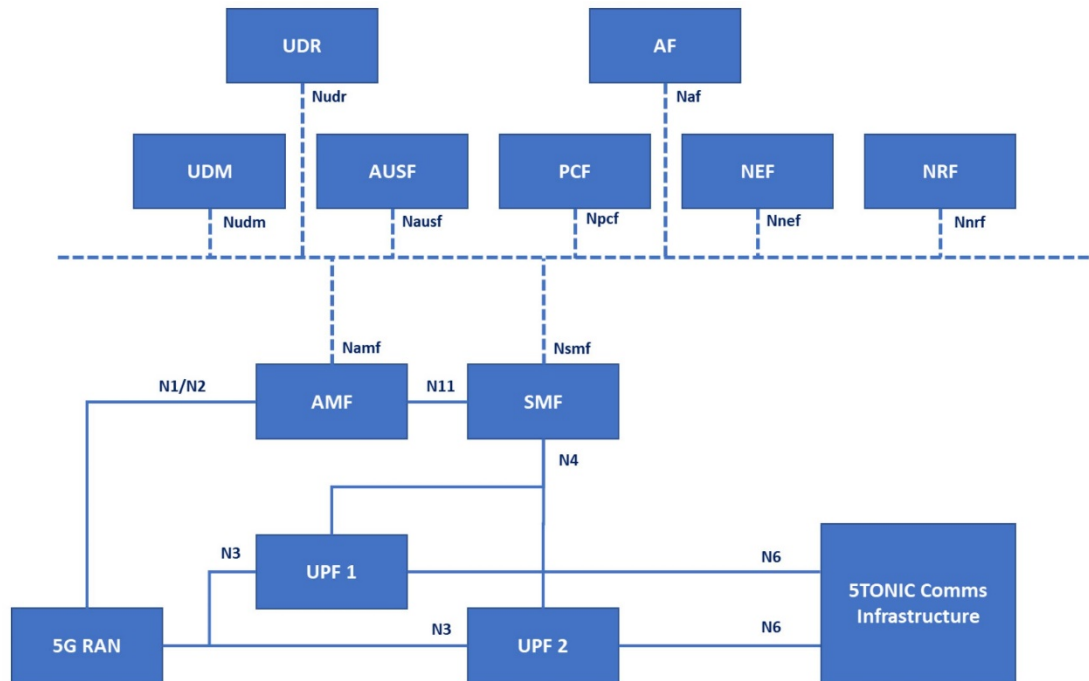 UDR
AF
Nudr
Naf
UDM
AUSF
PCF
NEF
NRF
Nudm
Nausf
Npcf
Nnef
Nnrf
Namf
Nsmf
N1/N2
AMF
N11
SMF
N4
N3
UPF 1
N6
5TONIC Comms
Infrastructure
5G RAN
N3
UPF 2
N6